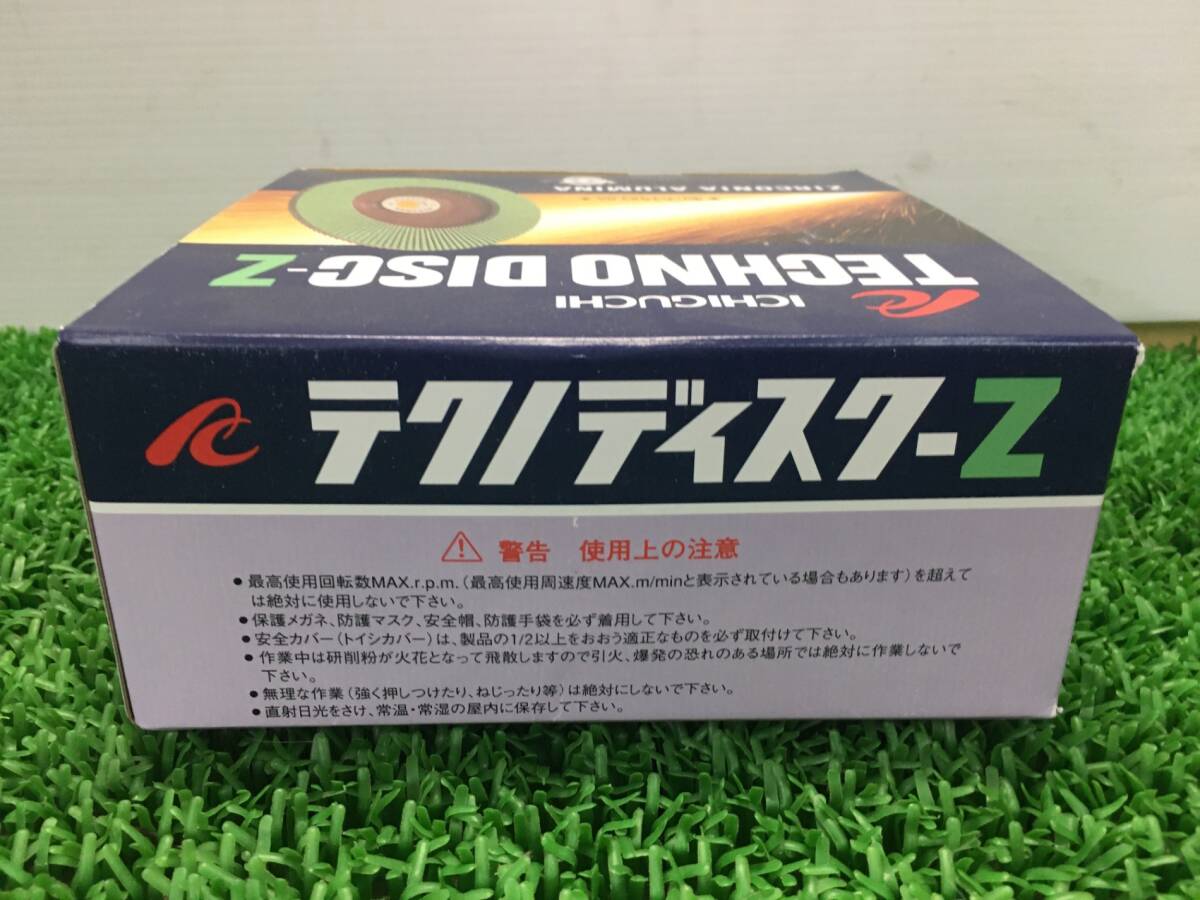 ZIRCONIA ALUMINA
TECHNO DISC-Z
ICHIGUCHI
テクノディスク-Z
⚠ 警告 使用上の注意
●最高使用回転数MAX.r.p.m.(最高使用周速度MAX.m/minと表示されている場合もあります)を超えて
は絶対に使用しないで下さい。
●保護メガネ、防護マスク、安全帽、防護手袋を必ず着用して下さい。
●安全カバー(トイシカバー)は、製品の1/2以上をおおう適正なものを必ず取付けて下さい。
●作業中は研削粉が火花となって飛散しますので引火、爆発の恐れのある場所では絶対に作業しないで
下さい。
●無理な作業(強く押しつけたり、ねじったり等)は絶対にしないで下さい。
●直射日光をさけ、常温・常湿の屋内に保存して下さい。